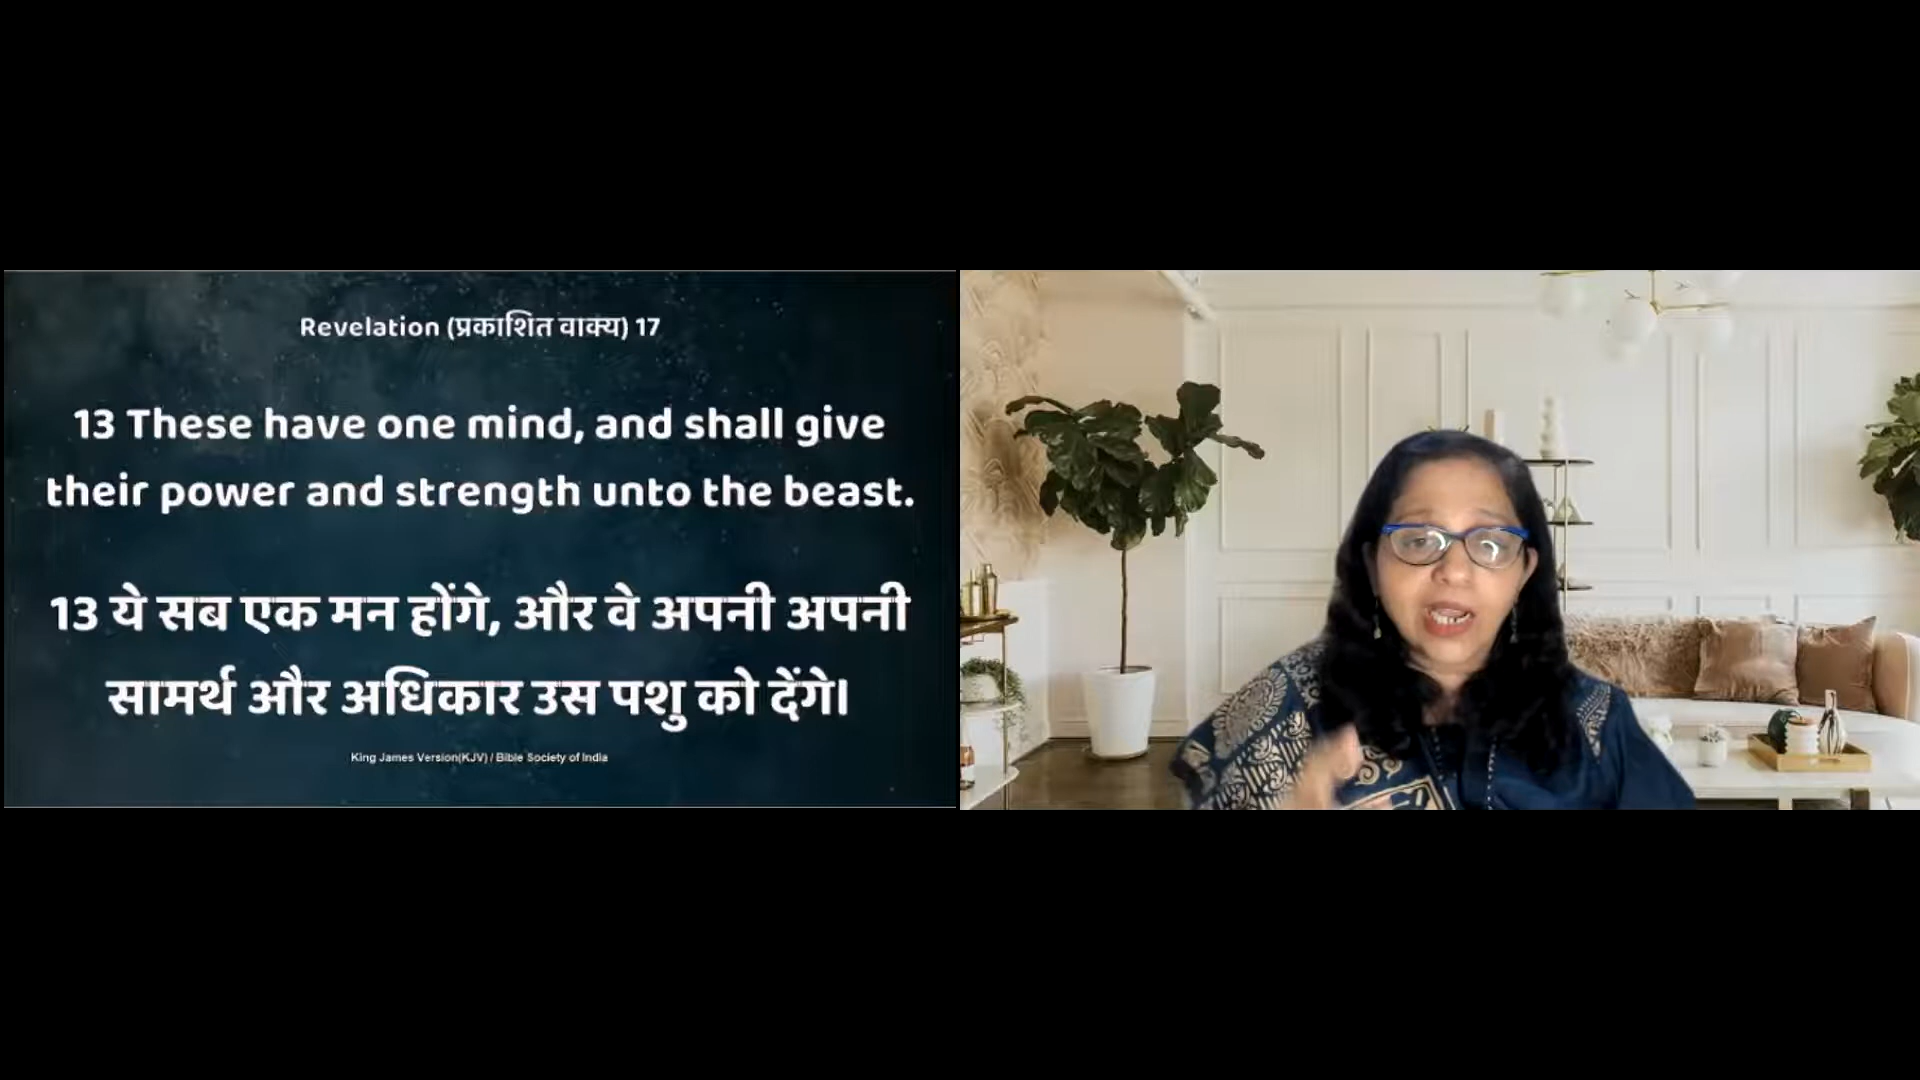 Revelation (प्रकाशित वाक्य) 17
13 These have one mind, and shall give
their power and strength unto the beast.
13 ये सब एक मन होंगे, और वे अपनी अपनी
सामर्थ और अधिकार उस पशु को देंगे।
King James Version(KJV) / Bible Society of India